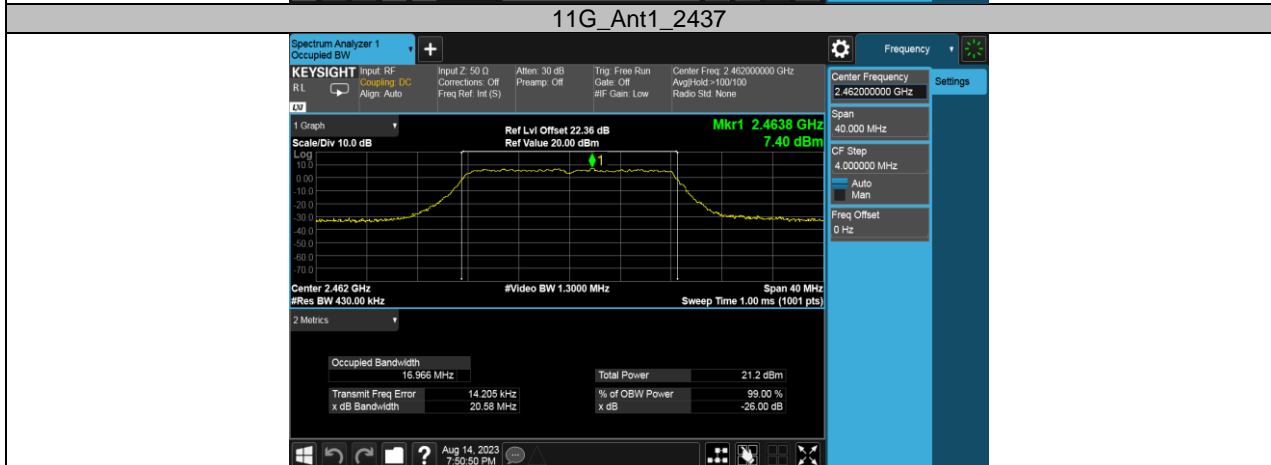 11G_Ant1_2437
Spectrum Analyzer 1
Occupied BW
+
Frequency
KEYSIGHT
Input: RF
Input Z: 50 Ω
Atten: 30 dB
Trig: Free Run
Center Freq: 2.462000000 GHz
R L
Coupling: DC
Corrections: Off
Preamp: Off
Gate: Off
Avg|Hold:>100/100
Align: Auto
Freq Ref: Int (S)
#IF Gain: Low
Radio Std: None
LXI
Center Frequency
2.462000000 GHz
Settings
Span
40.000 MHz
CF Step
4.000000 MHz
Auto
Man
Freq Offset
0 Hz
1 Graph
Ref Lvl Offset 22.36 dB
Mkr1 2.4638 GHz
Scale/Div 10.0 dB
Ref Value 20.00 dBm
7.40 dBm
Log
10.0
0.00
-10.0
-20.0
-30.0
-40.0
-50.0
-60.0
-70.0
1
Center 2.462 GHz
#Video BW 1.3000 MHz
Span 40 MHz
#Res BW 430.00 kHz
Sweep Time 1.00 ms (1001 pts)
2 Metrics
Occupied Bandwidth
16.966 MHz
Total Power 21.2 dBm
Transmit Freq Error 14.205 kHz
% of OBW Power 99.00 %
x dB Bandwidth 20.58 MHz
x dB -26.00 dB
?
Aug 14, 2023
7:50:50 PM